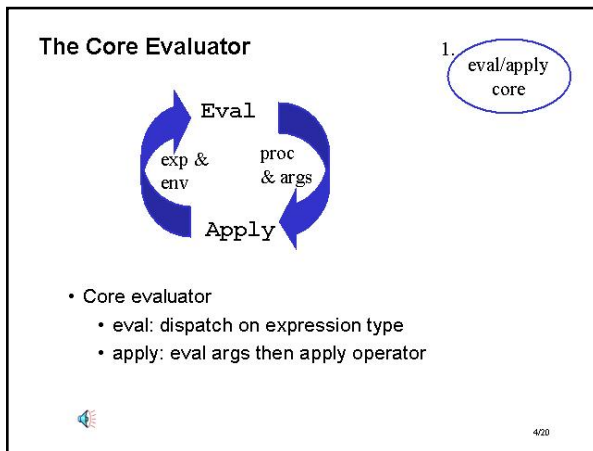 The Core Evaluator
1.
eval/apply
core
Eval
exp &
env
proc
& args
Apply
• Core evaluator
• eval: dispatch on expression type
• apply: eval args then apply operator
4/20